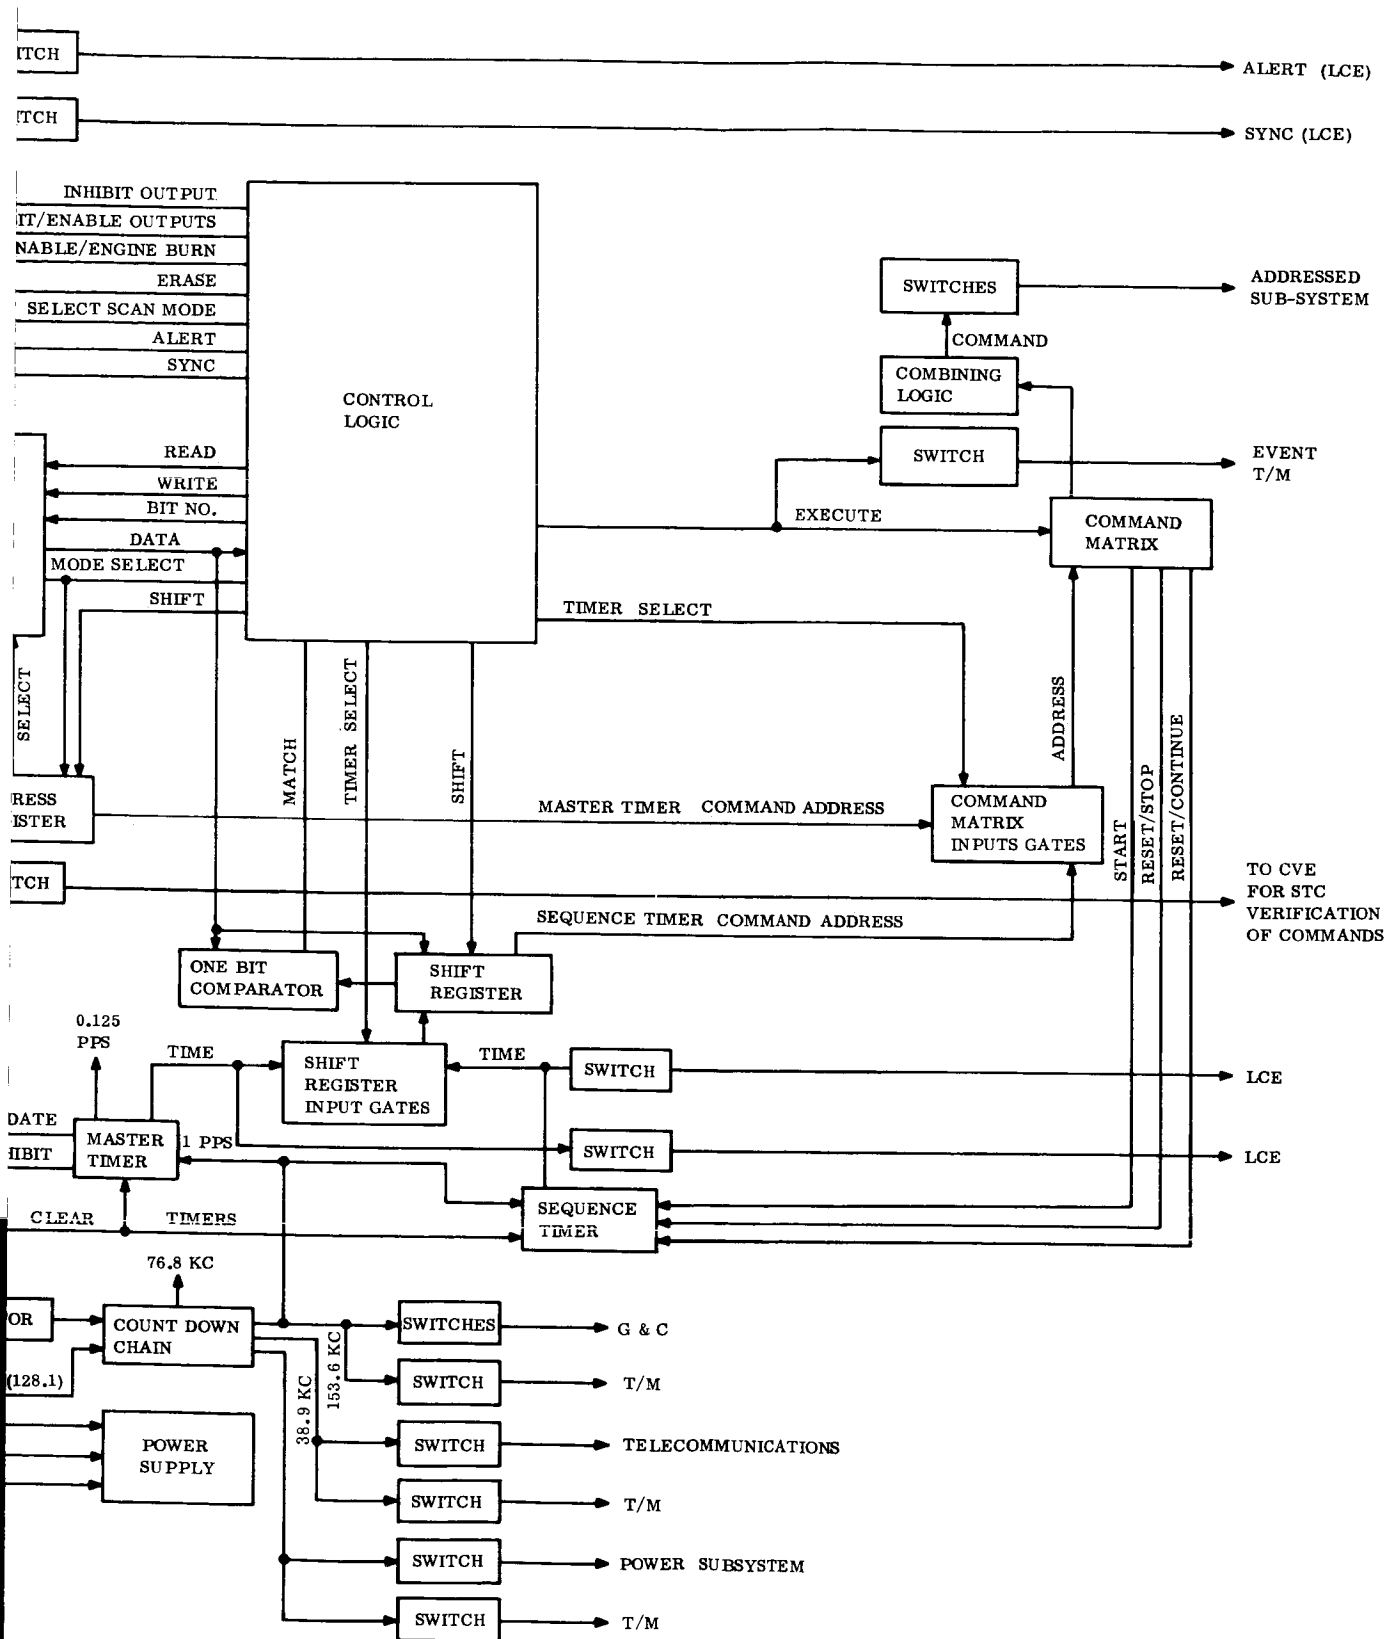 ITCH
ALERT (LCE)
ITCH
SYNC (LCE)
INHIBIT OUTPUT
IT/ENABLE OUTPUTS
NABLE/ENGINE BURN
ERASE
SELECT SCAN MODE
ALERT
SYNC
CONTROL
LOGIC
SWITCHES
ADDRESSED
SUB-SYSTEM
COMMAND
COMBINING
LOGIC
SWITCH
EVENT
T/M
READ
WRITE
BIT NO.
DATA
MODE SELECT
SHIFT
EXECUTE
COMMAND
MATRIX
TIMER SELECT
SELECT
MATCH
TIMER SELECT
SHIFT
ADDRESS
START
RESET/STOP
RESET/CONTINUE
RESS
ISTER
MASTER TIMER COMMAND ADDRESS
COMMAND
MATRIX
INPUTS GATES
TCH
TO CVE
FOR STC
VERIFICATION
OF COMMANDS
SEQUENCE TIMER COMMAND ADDRESS
ONE BIT
COMPARATOR
SHIFT
REGISTER
0.125
PPS
TIME
SHIFT
REGISTER
INPUT GATES
TIME
SWITCH
LCE
DATE
HIBIT
MASTER
TIMER
1 PPS
SWITCH
LCE
SEQUENCE
TIMER
CLEAR TIMERS
76.8 KC
OR
COUNT DOWN
CHAIN
(128.1)
38.9 KC
153.6 KC
SWITCHES
G & C
SWITCH
T/M
POWER
SUPPLY
SWITCH
TELECOMMUNICATIONS
SWITCH
T/M
SWITCH
POWER SUBSYSTEM
SWITCH
T/M